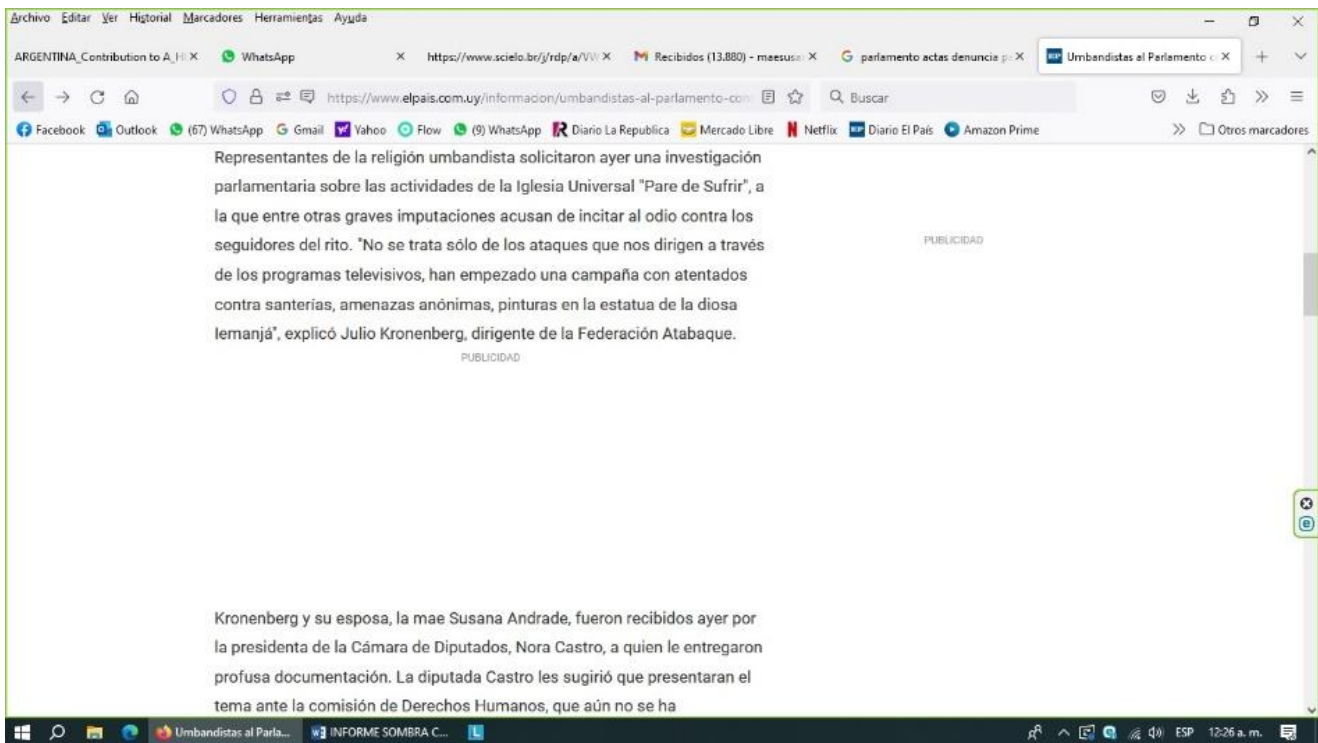 Archivo Editar Ver Historial Marcadores Herramientas Ayuda
ARGENTINA_Contribution to A_H WhatsApp https://www.scielo.br/j/rdp/a/VW Recibidos (13.880) - maesusa parlamento actas denuncia pa Umbandistas al Parlamento c
https://www.elpais.com.uy/informacion/umbandistas-al-parlamento-con Buscar
Facebook Outlook (67) WhatsApp Gmail Yahoo Flow (9) WhatsApp Diario La Republica Mercado Libre Netflix Diario El País Amazon Prime Otros marcadores
Representantes de la religión umbandista solicitaron ayer una investigación
parlamentaria sobre las actividades de la Iglesia Universal "Pare de Sufrir", a
la que entre otras graves imputaciones acusan de incitar al odio contra los
seguidores del rito. "No se trata sólo de los ataques que nos dirigen a través
PUBLICIDAD
de los programas televisivos, han empezado una campaña con atentados
contra santerías, amenazas anónimas, pinturas en la estatua de la diosa
Iemanjá", explicó Julio Kronenberg, dirigente de la Federación Atabaque.
PUBLICIDAD
Kronenberg y su esposa, la mae Susana Andrade, fueron recibidos ayer por
la presidenta de la Cámara de Diputados, Nora Castro, a quien le entregaron
profusa documentación. La diputada Castro les sugirió que presentaran el
tema ante la comisión de Derechos Humanos, que aún no se ha
Umbandistas al Parla... INFORME SOMBRA C... L ESP 12:26 a. m.